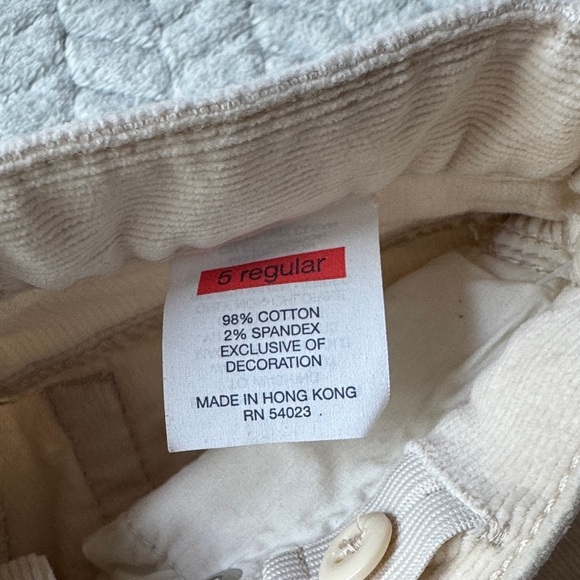 5 regular
98% COTTON
2% SPANDEX
EXCLUSIVE OF
DECORATION
MADE IN HONG KONG
RN 54023